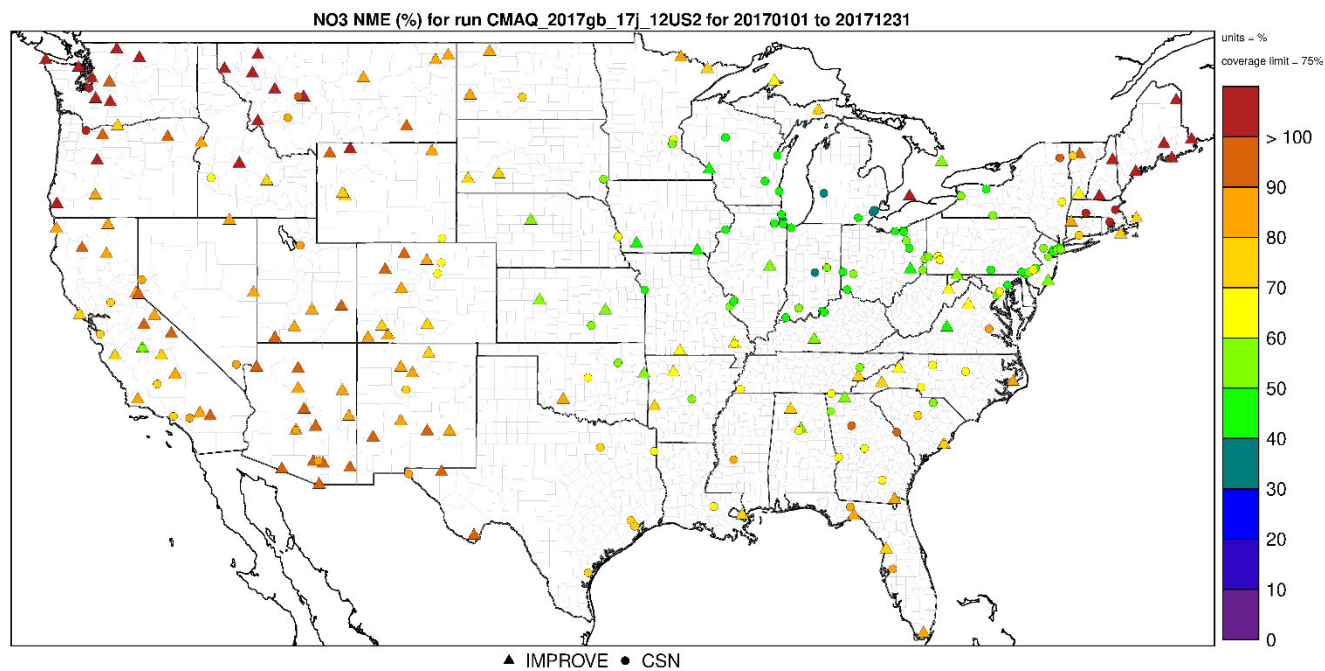 NO3 NME (%) for run CMAQ_2017gb_17j_12US2 for 20170101 to 20171231
units = %
coverage limit = 75%
> 100
90
80
70
60
50
40
30
20
10
0
▲ IMPROVE ● CSN